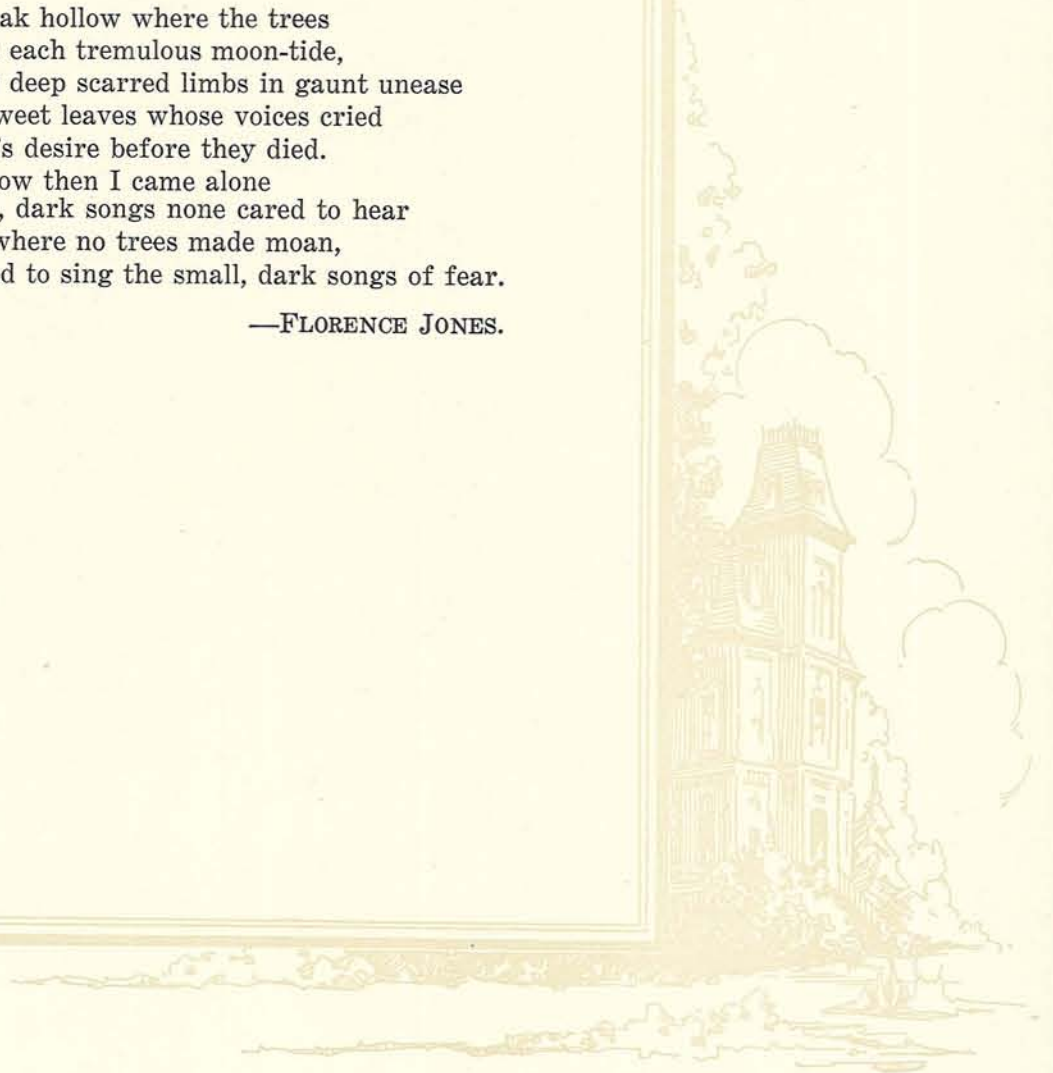 ak hollow where the trees
each tremulous moon-tide,
deep scarred limbs in gaunt unease
weet leaves whose voices cried
's desire before they died.
ow then I came alone
, dark songs none cared to hear
where no trees made moan,
d to sing the small, dark songs of fear.
—FLORENCE JONES.